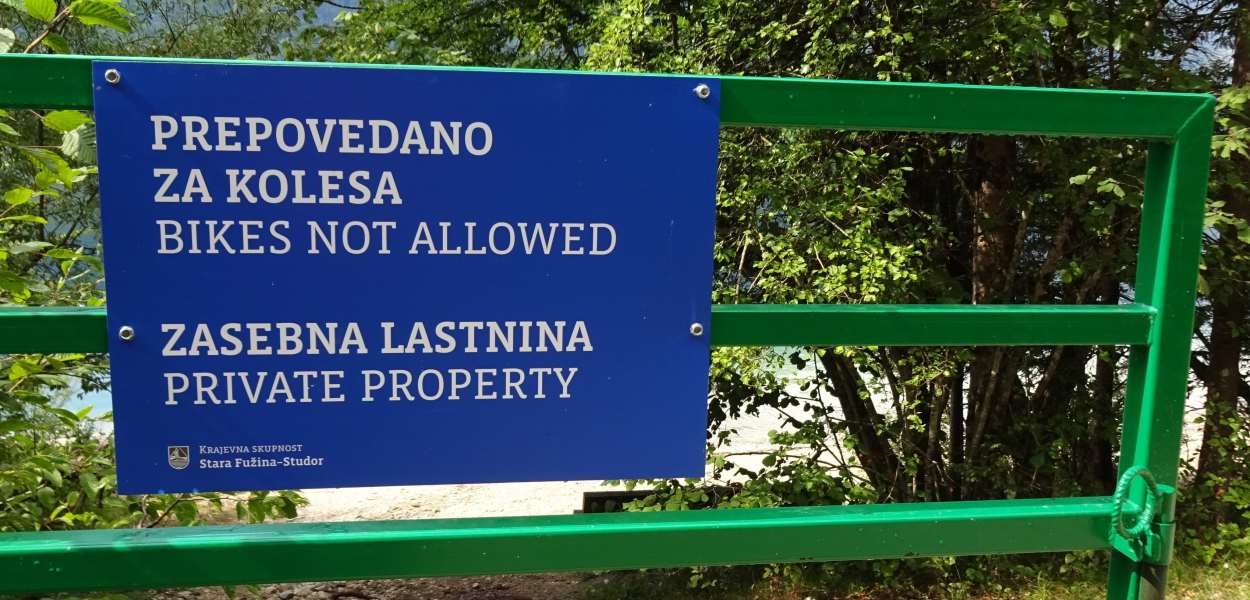 PREPOVEDANO
ZA KOLESA
BIKES NOT ALLOWED
ZASEBNA LASTNINA
PRIVATE PROPERTY
KRAJEVNA SKUPNOST
Stara Fužina-Studor